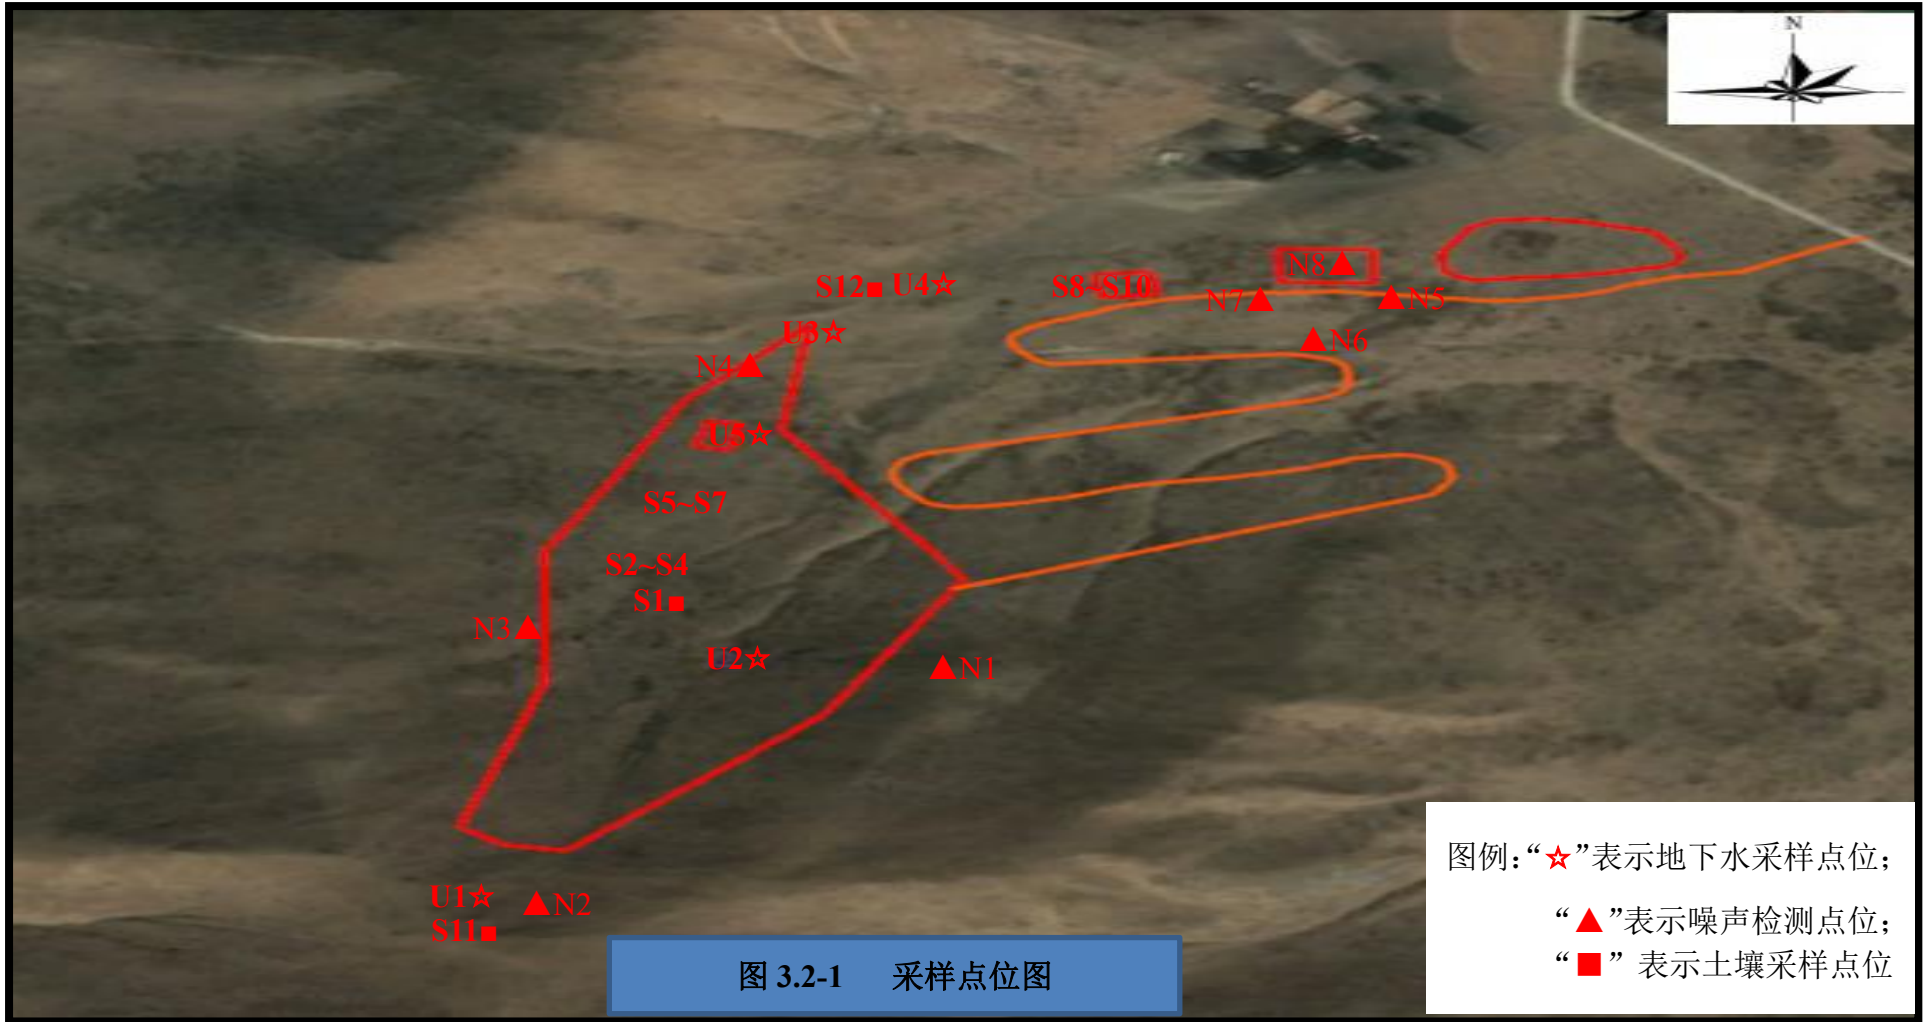 N
N8▲
S12■ U4☆
S8~S10
N7▲
▲N5
U3☆
▲N6
N4▲
U5☆
S5~S7
S2~S4
S1■
N3▲
U2☆
▲N1
U1☆
▲N2
S11■
图例:“☆”表示地下水采样点位;
“▲”表示噪声检测点位;
“■” 表示土壤采样点位
图 3.2-1 采样点位图